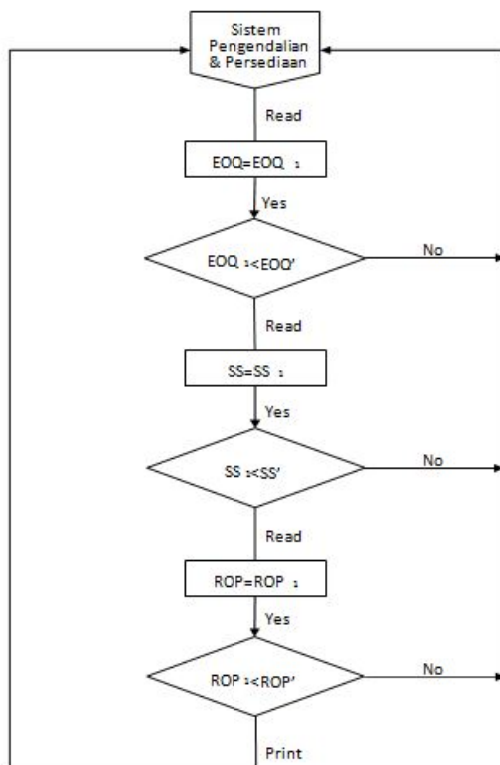 Sistem
Pengendalian
& Persediaan
Read
EOQ=EOQ ₁
Yes
EOQ ₁<EOQ'
No
Read
SS=SS ₁
Yes
SS ₁<SS'
No
Read
ROP=ROP ₁
Yes
ROP ₁<ROP'
No
Print